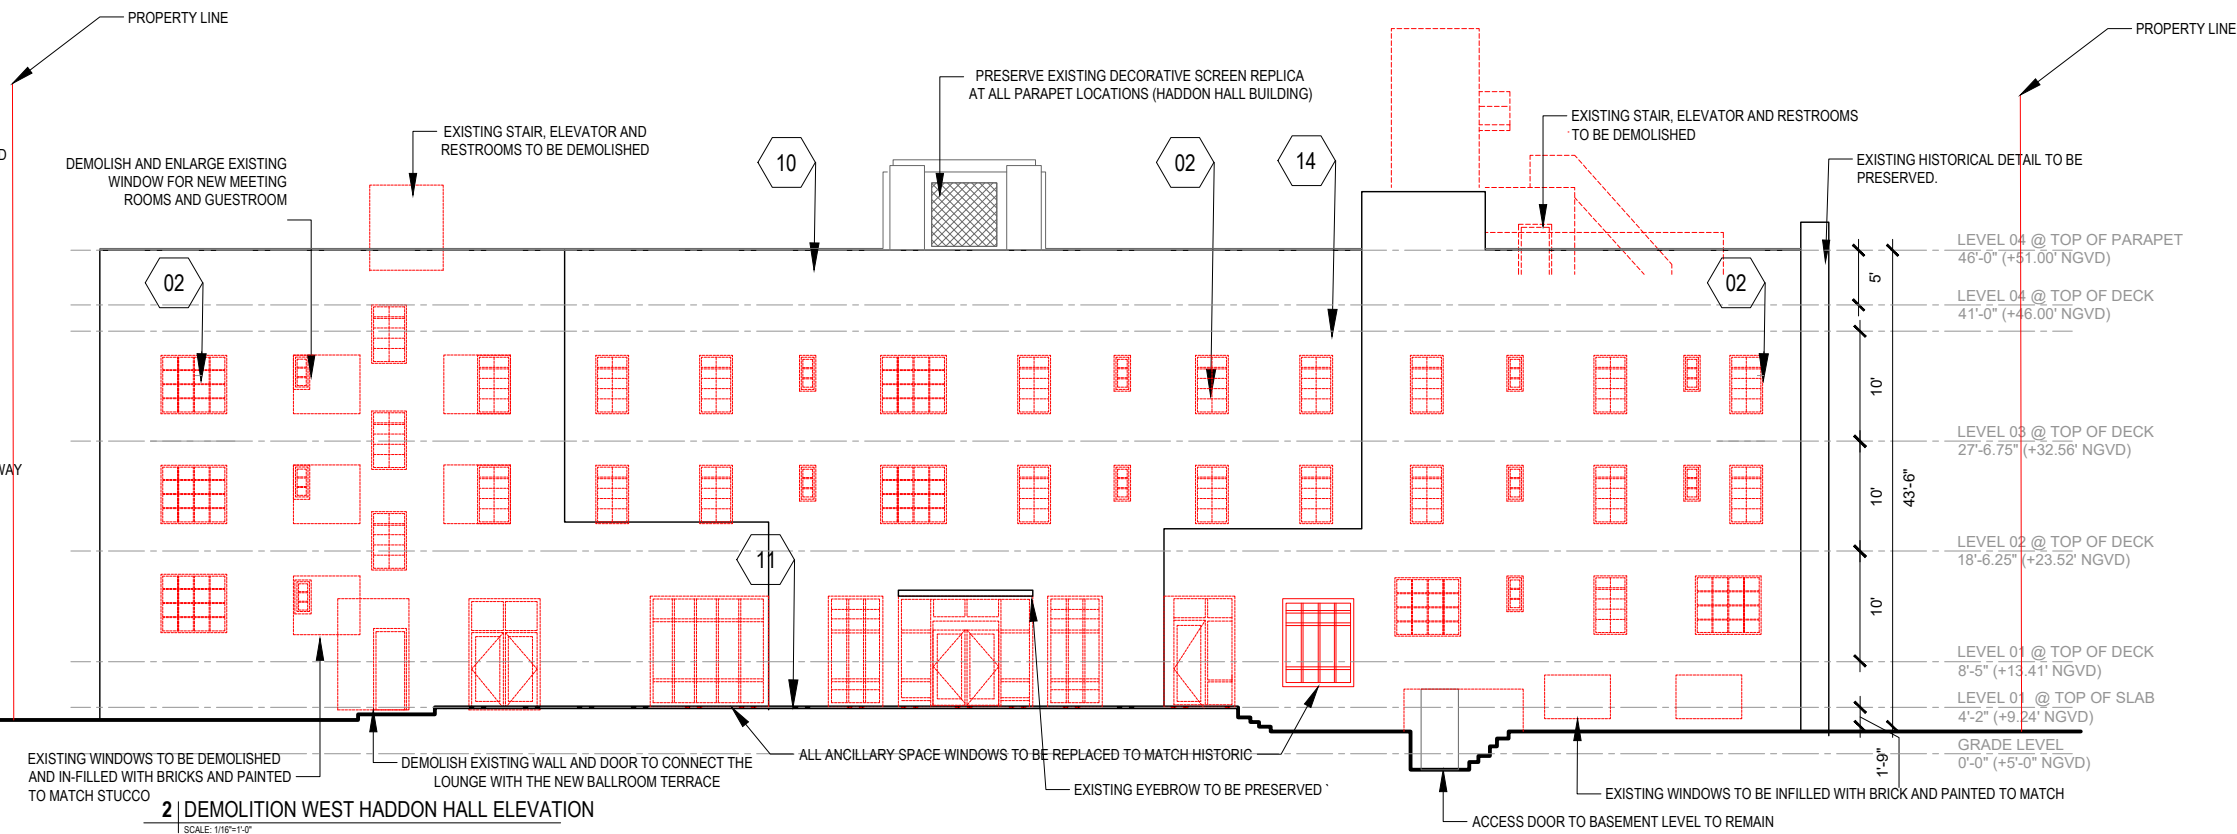 PROPERTY LINE
PROPERTY LINE
PRESERVE EXISTING DECORATIVE SCREEN REPLICA
AT ALL PARAPET LOCATIONS (HADDON HALL BUILDING)
EXISTING STAIR, ELEVATOR AND
RESTROOMS TO BE DEMOLISHED
EXISTING STAIR, ELEVATOR AND RESTROOMS
TO BE DEMOLISHED
D
DEMOLISH AND ENLARGE EXISTING
WINDOW FOR NEW MEETING
ROOMS AND GUESTROOM
10
02
14
EXISTING HISTORICAL DETAIL TO BE
PRESERVED.
02
02
LEVEL 04 @ TOP OF PARAPET
46'-0" (+51.00' NGVD)
5'
LEVEL 04 @ TOP OF DECK
41'-0" (+46.00' NGVD)
10'
LEVEL 03 @ TOP OF DECK
27'-6.75" (+32.56' NGVD)
WAY
10'
43'-6"
LEVEL 02 @ TOP OF DECK
18'-6.25" (+23.52' NGVD)
11
10'
LEVEL 01 @ TOP OF DECK
8'-5" (+13.41' NGVD)
LEVEL 01 @ TOP OF SLAB
4'-2" (+9.24' NGVD)
1'-9"
GRADE LEVEL
0'-0" (+5'-0" NGVD)
EXISTING WINDOWS TO BE DEMOLISHED
AND IN-FILLED WITH BRICKS AND PAINTED
TO MATCH STUCCO
DEMOLISH EXISTING WALL AND DOOR TO CONNECT THE
LOUNGE WITH THE NEW BALLROOM TERRACE
ALL ANCILLARY SPACE WINDOWS TO BE REPLACED TO MATCH HISTORIC
EXISTING EYEBROW TO BE PRESERVED `
EXISTING WINDOWS TO BE INFILLED WITH BRICK AND PAINTED TO MATCH
ACCESS DOOR TO BASEMENT LEVEL TO REMAIN
2 DEMOLITION WEST HADDON HALL ELEVATION
SCALE: 1/16"=1'-0"